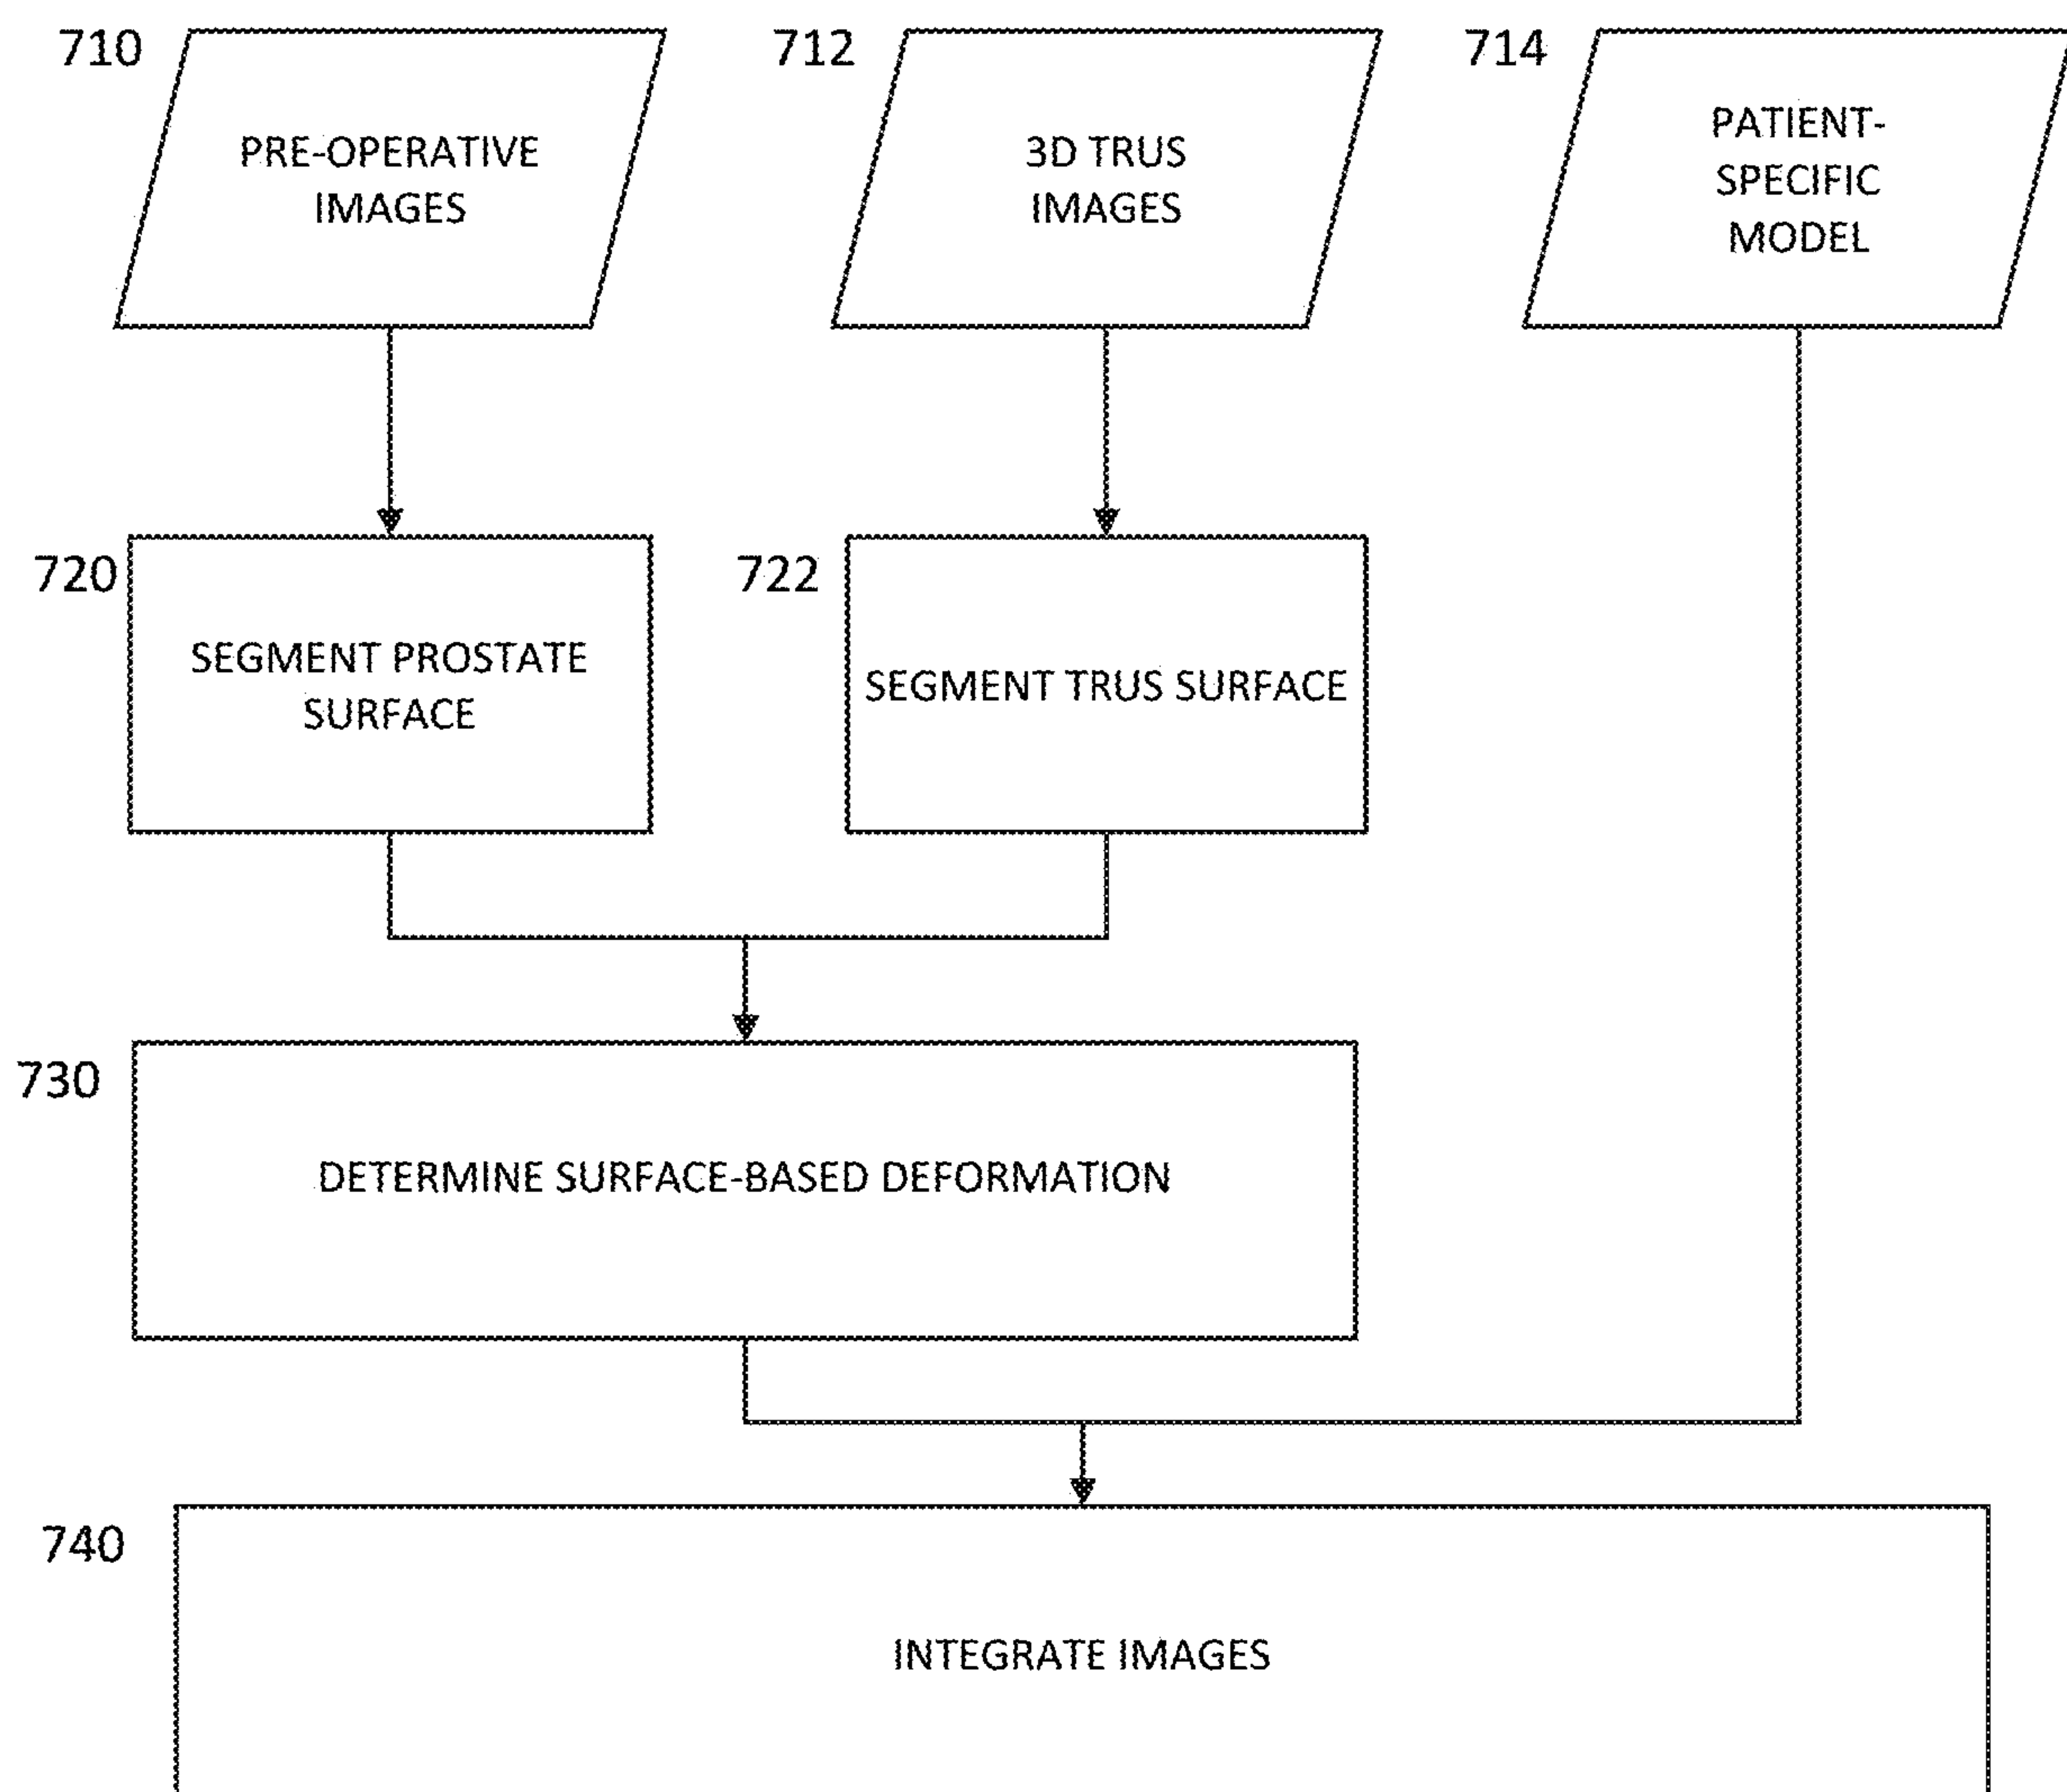 710
PRE-OPERATIVE
IMAGES
712
3D TRUS
IMAGES
714
PATIENT-
SPECIFIC
MODEL
720
SEGMENT PROSTATE
SURFACE
722
SEGMENT TRUS SURFACE
730
DETERMINE SURFACE-BASED DEFORMATION
740
INTEGRATE IMAGES